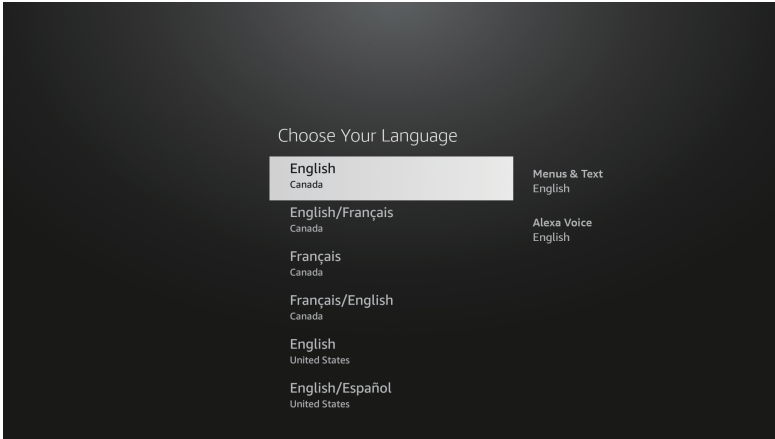 Choose Your Language
English
Canada
English/Français
Canada
Français
Canada
Français/English
Canada
English
United States
English/Español
United States
Menus & Text
English
Alexa Voice
English